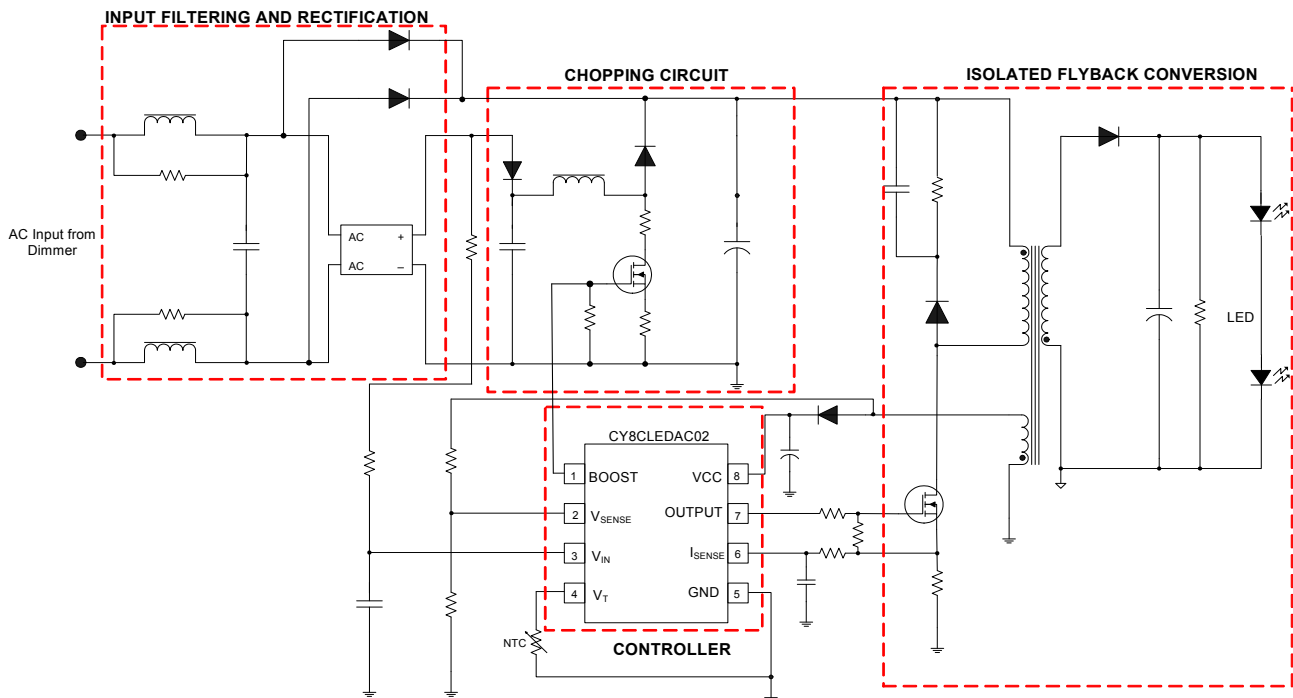 INPUT FILTERING AND RECTIFICATION
CHOPPING CIRCUIT
ISOLATED FLYBACK CONVERSION
AC Input from
Dimmer
AC +
AC –
LED
CY8CLEDAC02
1 BOOST
VCC 8
2 VSENSE
OUTPUT 7
3 VIN
ISENSE 6
4 VT
GND 5
NTC
CONTROLLER